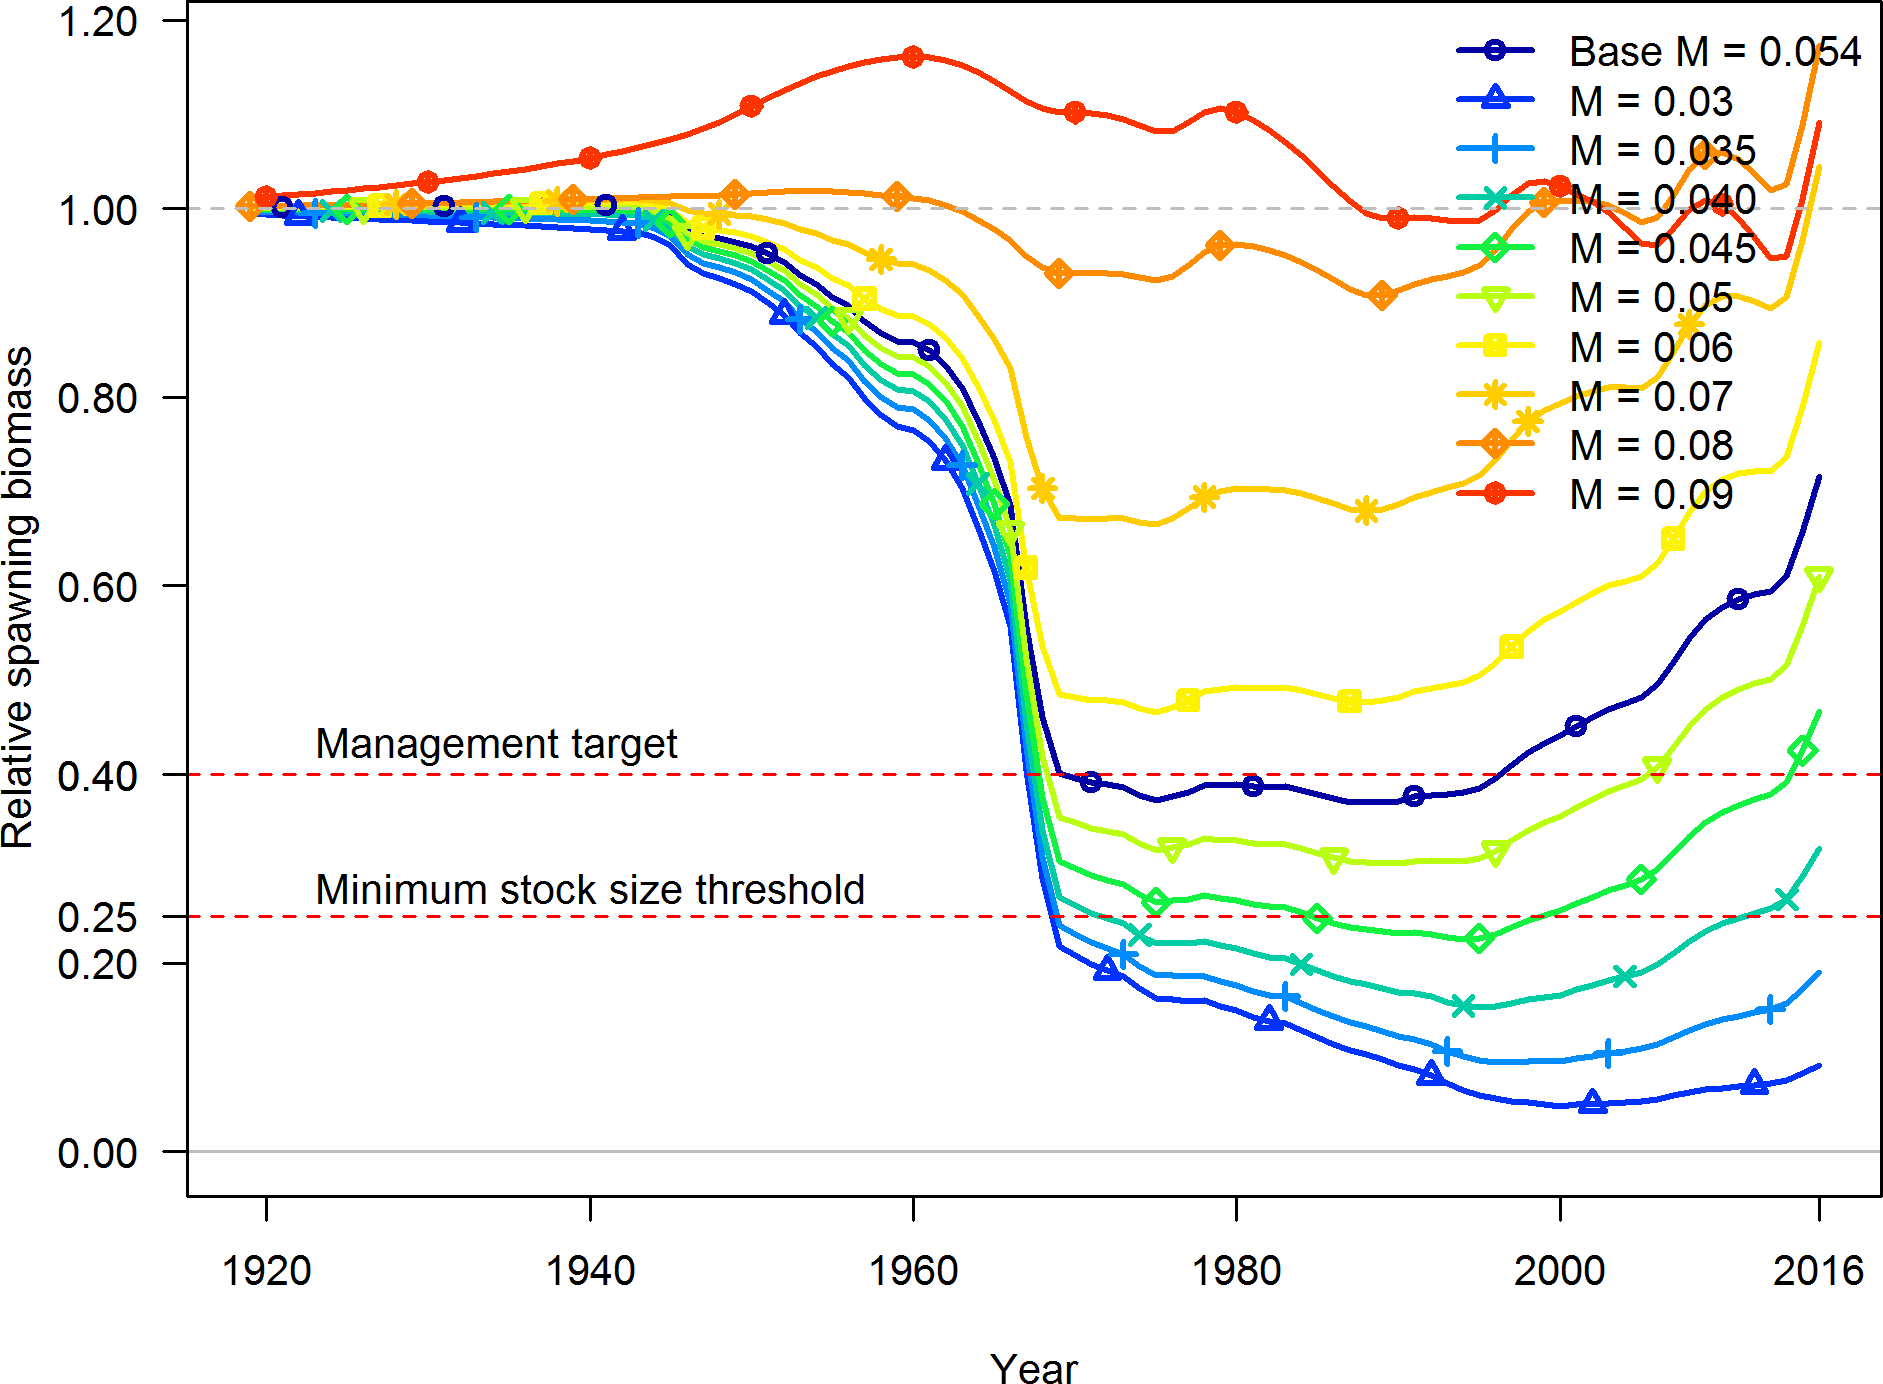 1.20
1.00
0.80
0.60
0.40
0.25
0.20
0.00
Relative spawning biomass
Base M = 0.054
M = 0.03
M = 0.035
M = 0.040
M = 0.045
M = 0.05
M = 0.06
M = 0.07
M = 0.08
M = 0.09
Management target
Minimum stock size threshold
1920 1940 1960 1980 2000 2016
Year